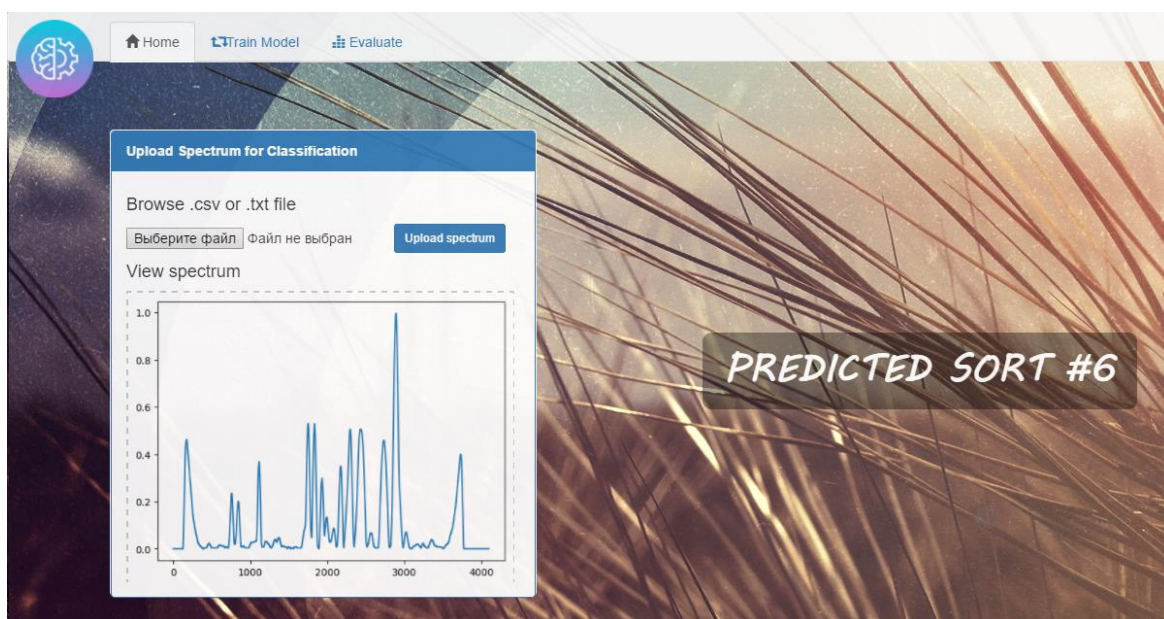 Home Train Model Evaluate
Upload Spectrum for Classification
Browse .csv or .txt file
Выберите файл Файл не выбран Upload spectrum
View spectrum
1.0
0.8
0.6
0.4
0.2
0.0
0 1000 2000 3000 4000
PREDICTED SORT #6